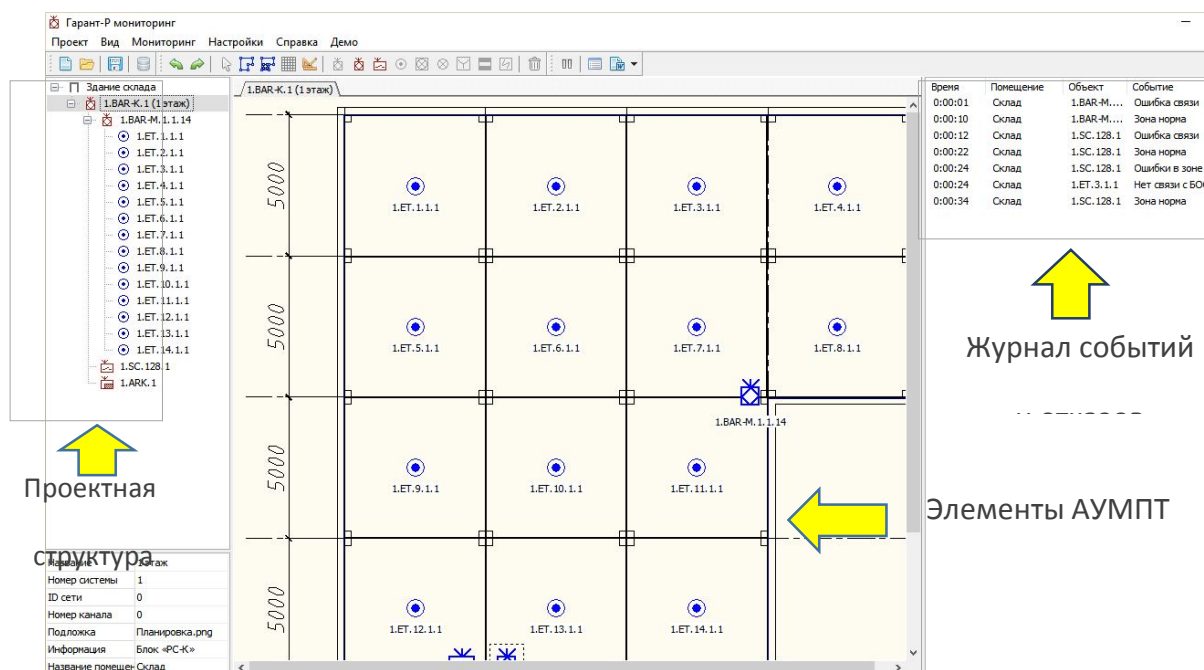 Гарант-Р мониторинг
Проект Вид Мониторинг Настройки Справка Демо
Здание склада
1.BAR-K.1 (1 этаж)
1.BAR-M.1.1.14
1.ET.1.1.1
1.ET.2.1.1
1.ET.3.1.1
1.ET.4.1.1
1.ET.5.1.1
1.ET.6.1.1
1.ET.7.1.1
1.ET.8.1.1
1.ET.9.1.1
1.ET.10.1.1
1.ET.11.1.1
1.ET.12.1.1
1.ET.13.1.1
1.ET.14.1.1
1.SC.128.1
1.ARK.1
Проектная
структура
Название 1 этаж
Номер системы 1
ID сети 0
Номер канала 0
Подложка Планировка.png
Информация Блок «РС-К»
Название помещен Склад
1.BAR-K.1 (1 этаж)
5000
1.ET.1.1.1 1.ET.2.1.1 1.ET.3.1.1 1.ET.4.1.1
5000
1.ET.5.1.1 1.ET.6.1.1 1.ET.7.1.1 1.ET.8.1.1
1.BAR-M.1.1.14
5000
1.ET.9.1.1 1.ET.10.1.1 1.ET.11.1.1
5000
1.ET.12.1.1 1.ET.13.1.1 1.ET.14.1.1
Время Помещение Объект Событие
0:00:01 Склад 1.BAR-M.... Ошибка связи
0:00:10 Склад 1.BAR-M.... Зона норма
0:00:12 Склад 1.SC.128.1 Ошибка связи
0:00:22 Склад 1.SC.128.1 Зона норма
0:00:24 Склад 1.SC.128.1 Ошибки в зоне
0:00:24 Склад 1.ET.3.1.1 Нет связи с БОС
0:00:34 Склад 1.SC.128.1 Зона норма
Журнал событий
Элементы АУМПТ